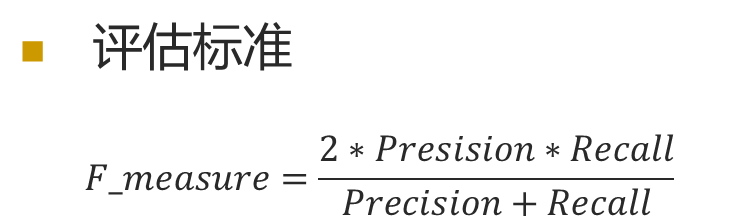 评估标准
F_measure = 2 * Presision * Recall / Precision + Recall